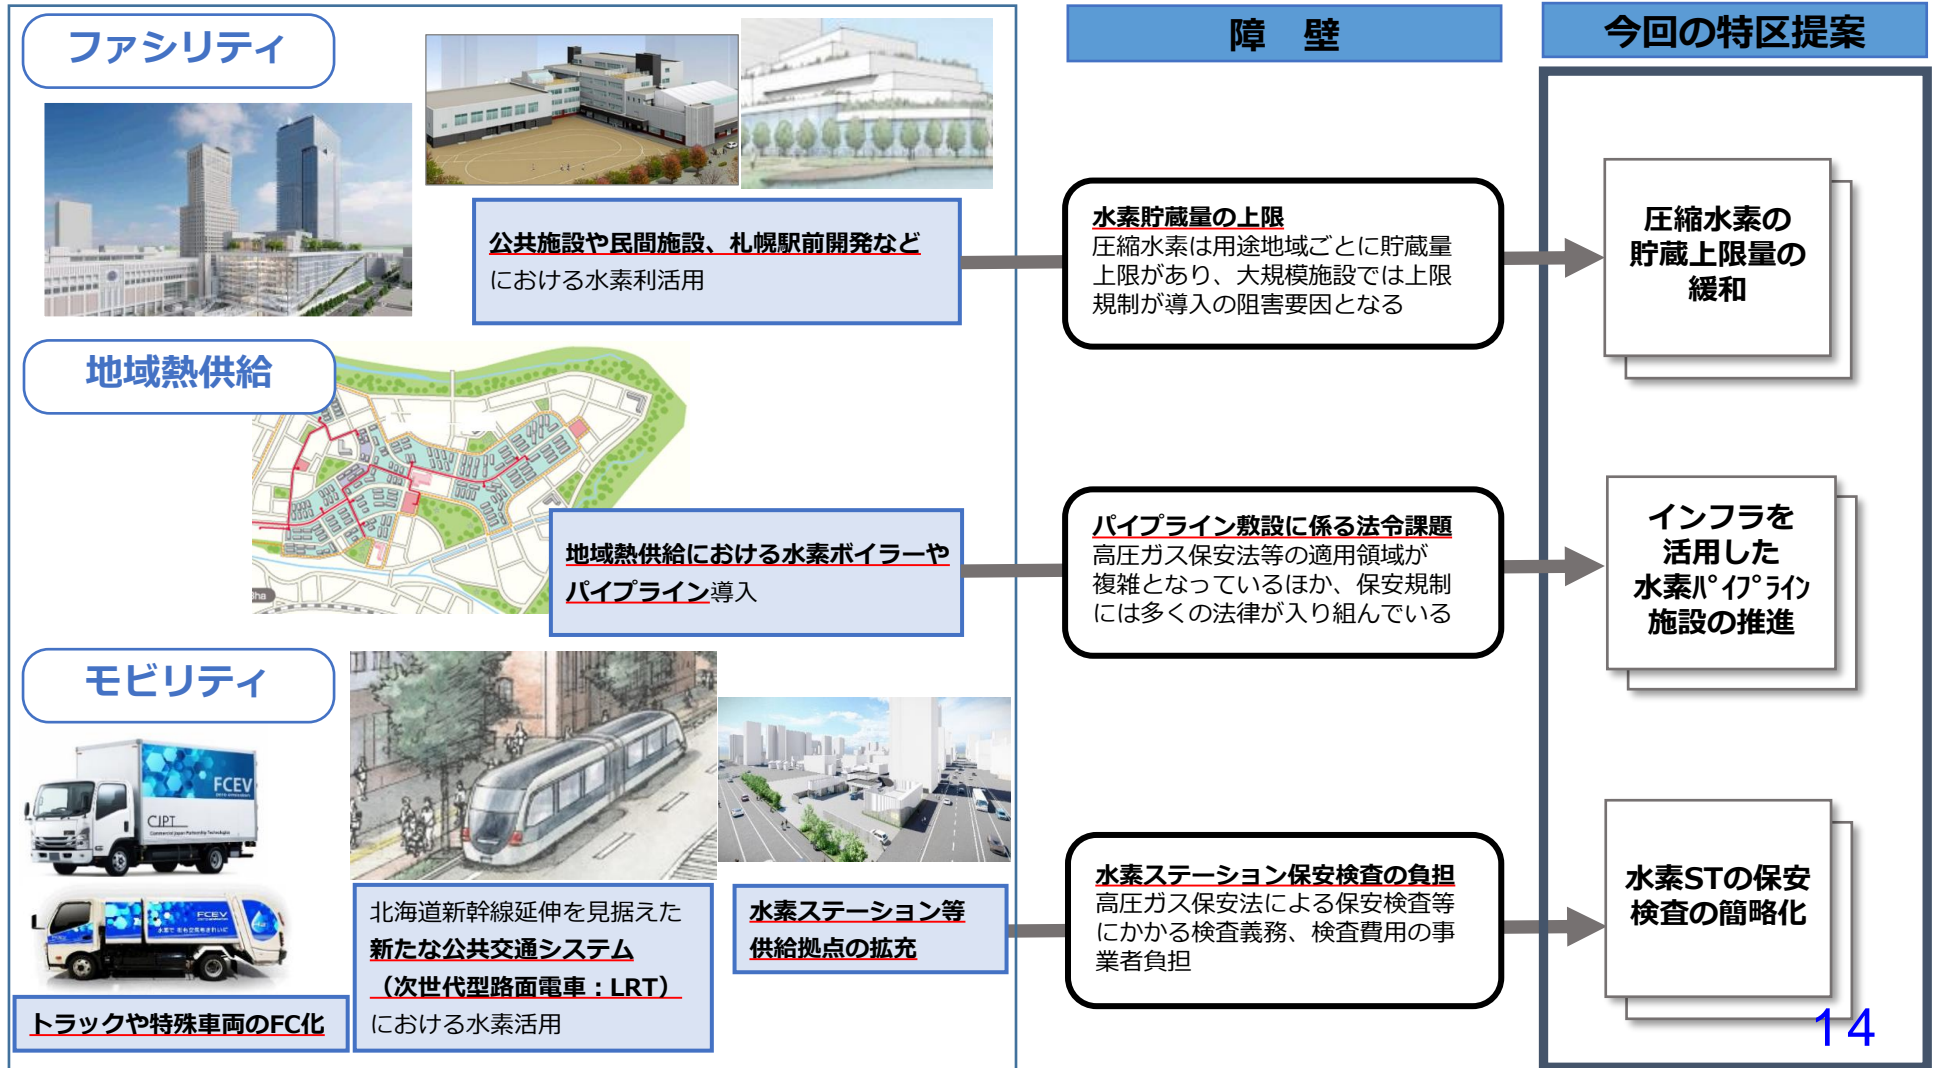 ファシリティ
公共施設や民間施設、札幌駅前開発など
における水素利活用
地域熱供給
地域熱供給における水素ボイラーや
パイプライン導入
モビリティ
FCEV
CJPT
Commercial Japan Partnership Technologies
FCEV
トラックや特殊車両のFC化
北海道新幹線延伸を見据えた
新たな公共交通システム
（次世代型路面電車：LRT）
における水素活用
水素ステーション等
供給拠点の拡充
障 壁
水素貯蔵量の上限
圧縮水素は用途地域ごとに貯蔵量
上限があり、大規模施設では上限
規制が導入の阻害要因となる
パイプライン敷設に係る法令課題
高圧ガス保安法等の適用領域が
複雑となっているほか、保安規制
には多くの法律が入り組んでいる
水素ステーション保安検査の負担
高圧ガス保安法による保安検査等
にかかる検査義務、検査費用の事
業者負担
今回の特区提案
圧縮水素の
貯蔵上限量の
緩和
インフラを
活用した
水素ﾊﾟｲﾌﾟﾗｲﾝ
施設の推進
水素STの保安
検査の簡略化
14